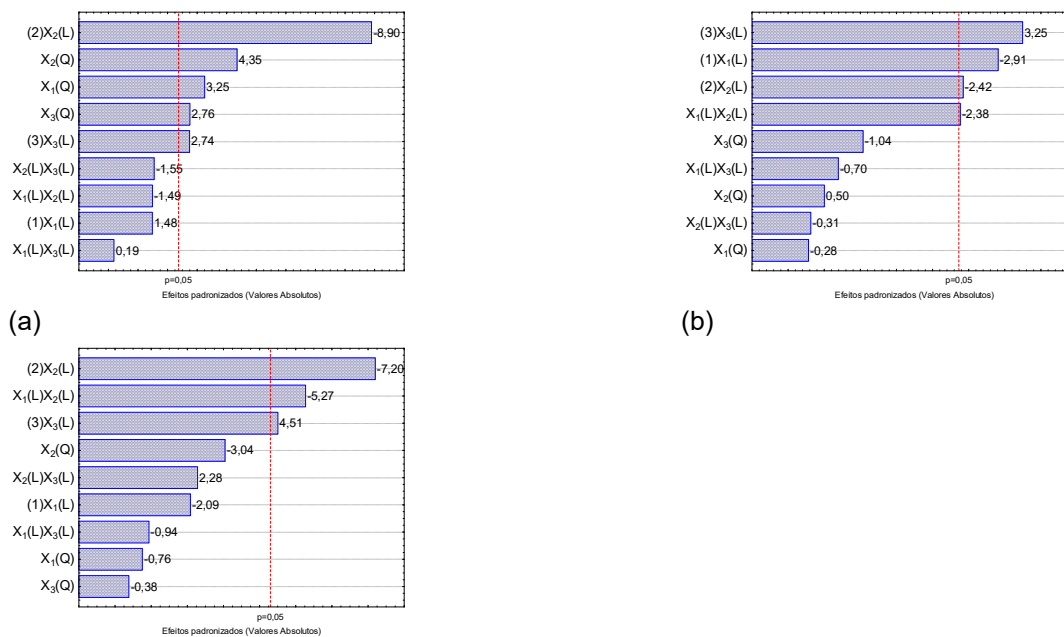 (2)X₂(L) -8,90
X₂(Q) 4,35
X₁(Q) 3,25
X₃(Q) 2,76
(3)X₃(L) 2,74
X₂(L)X₃(L) -1,55
X₁(L)X₂(L) -1,49
(1)X₁(L) 1,48
X₁(L)X₃(L) 0,19
p=0,05
Efeitos padronizados (Valores Absolutos)
(a)
(3)X₃(L) 3,25
(1)X₁(L) -2,91
(2)X₂(L) -2,42
X₁(L)X₂(L) -2,38
X₃(Q) -1,04
X₁(L)X₃(L) -0,70
X₂(Q) 0,50
X₂(L)X₃(L) -0,31
X₁(Q) -0,28
p=0,05
Efeitos padronizados (Valores Absolutos)
(b)
(2)X₂(L) -7,20
X₁(L)X₂(L) -5,27
(3)X₃(L) 4,51
X₂(Q) -3,04
X₂(L)X₃(L) 2,28
(1)X₁(L) -2,09
X₁(L)X₃(L) -0,94
X₁(Q) -0,76
X₃(Q) -0,38
p=0,05
Efeitos padronizados (Valores Absolutos)